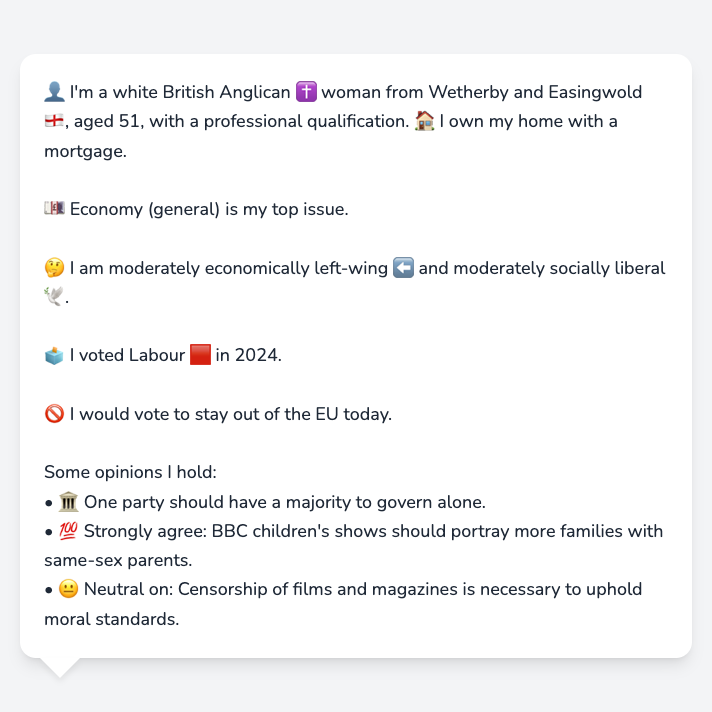 👤 I'm a white British Anglican ✝️ woman from Wetherby and Easingwold
🏴󠁧󠁢󠁥󠁮󠁧󠁿, aged 51, with a professional qualification. 🏠 I own my home with a
mortgage.
💷 Economy (general) is my top issue.
🤔 I am moderately economically left-wing ⬅️ and moderately socially liberal
🕊️.
🗳️ I voted Labour 🟥 in 2024.
🚫 I would vote to stay out of the EU today.
Some opinions I hold:
• 🏛️ One party should have a majority to govern alone.
• 💯 Strongly agree: BBC children's shows should portray more families with
same-sex parents.
• 😐 Neutral on: Censorship of films and magazines is necessary to uphold
moral standards.